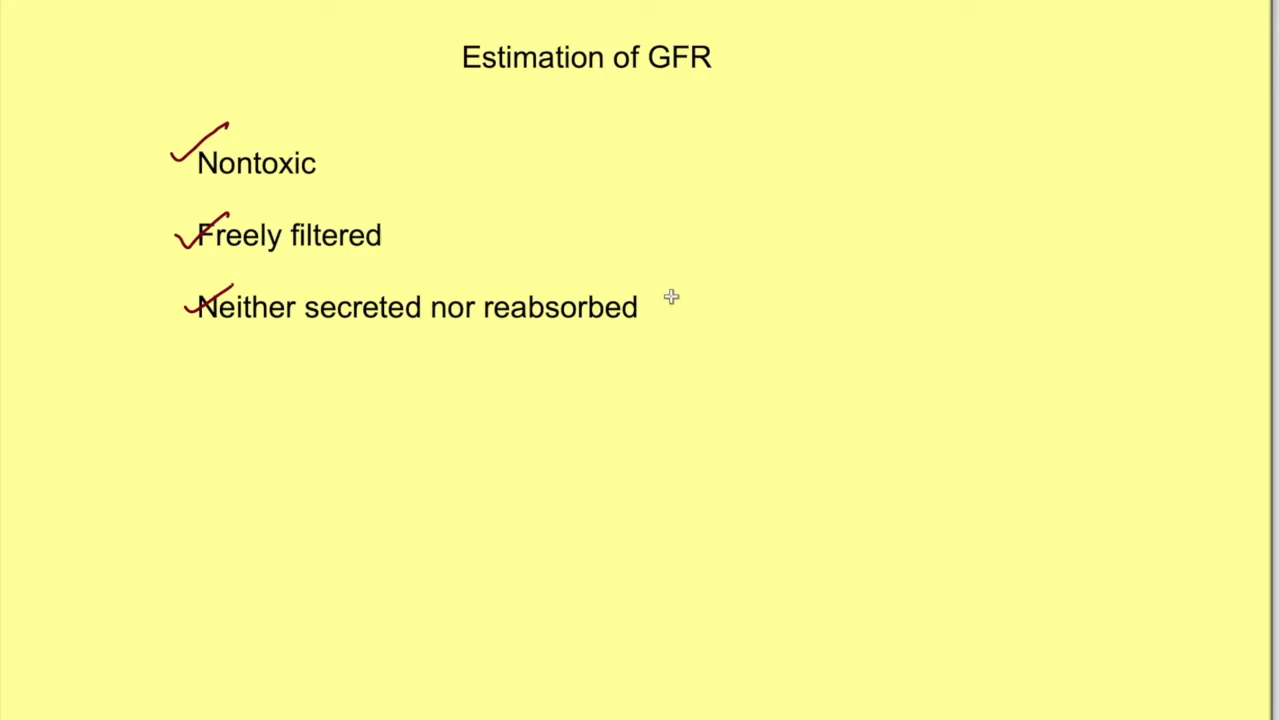 Estimation of GFR
Nontoxic
Freely filtered
Neither secreted nor reabsorbed